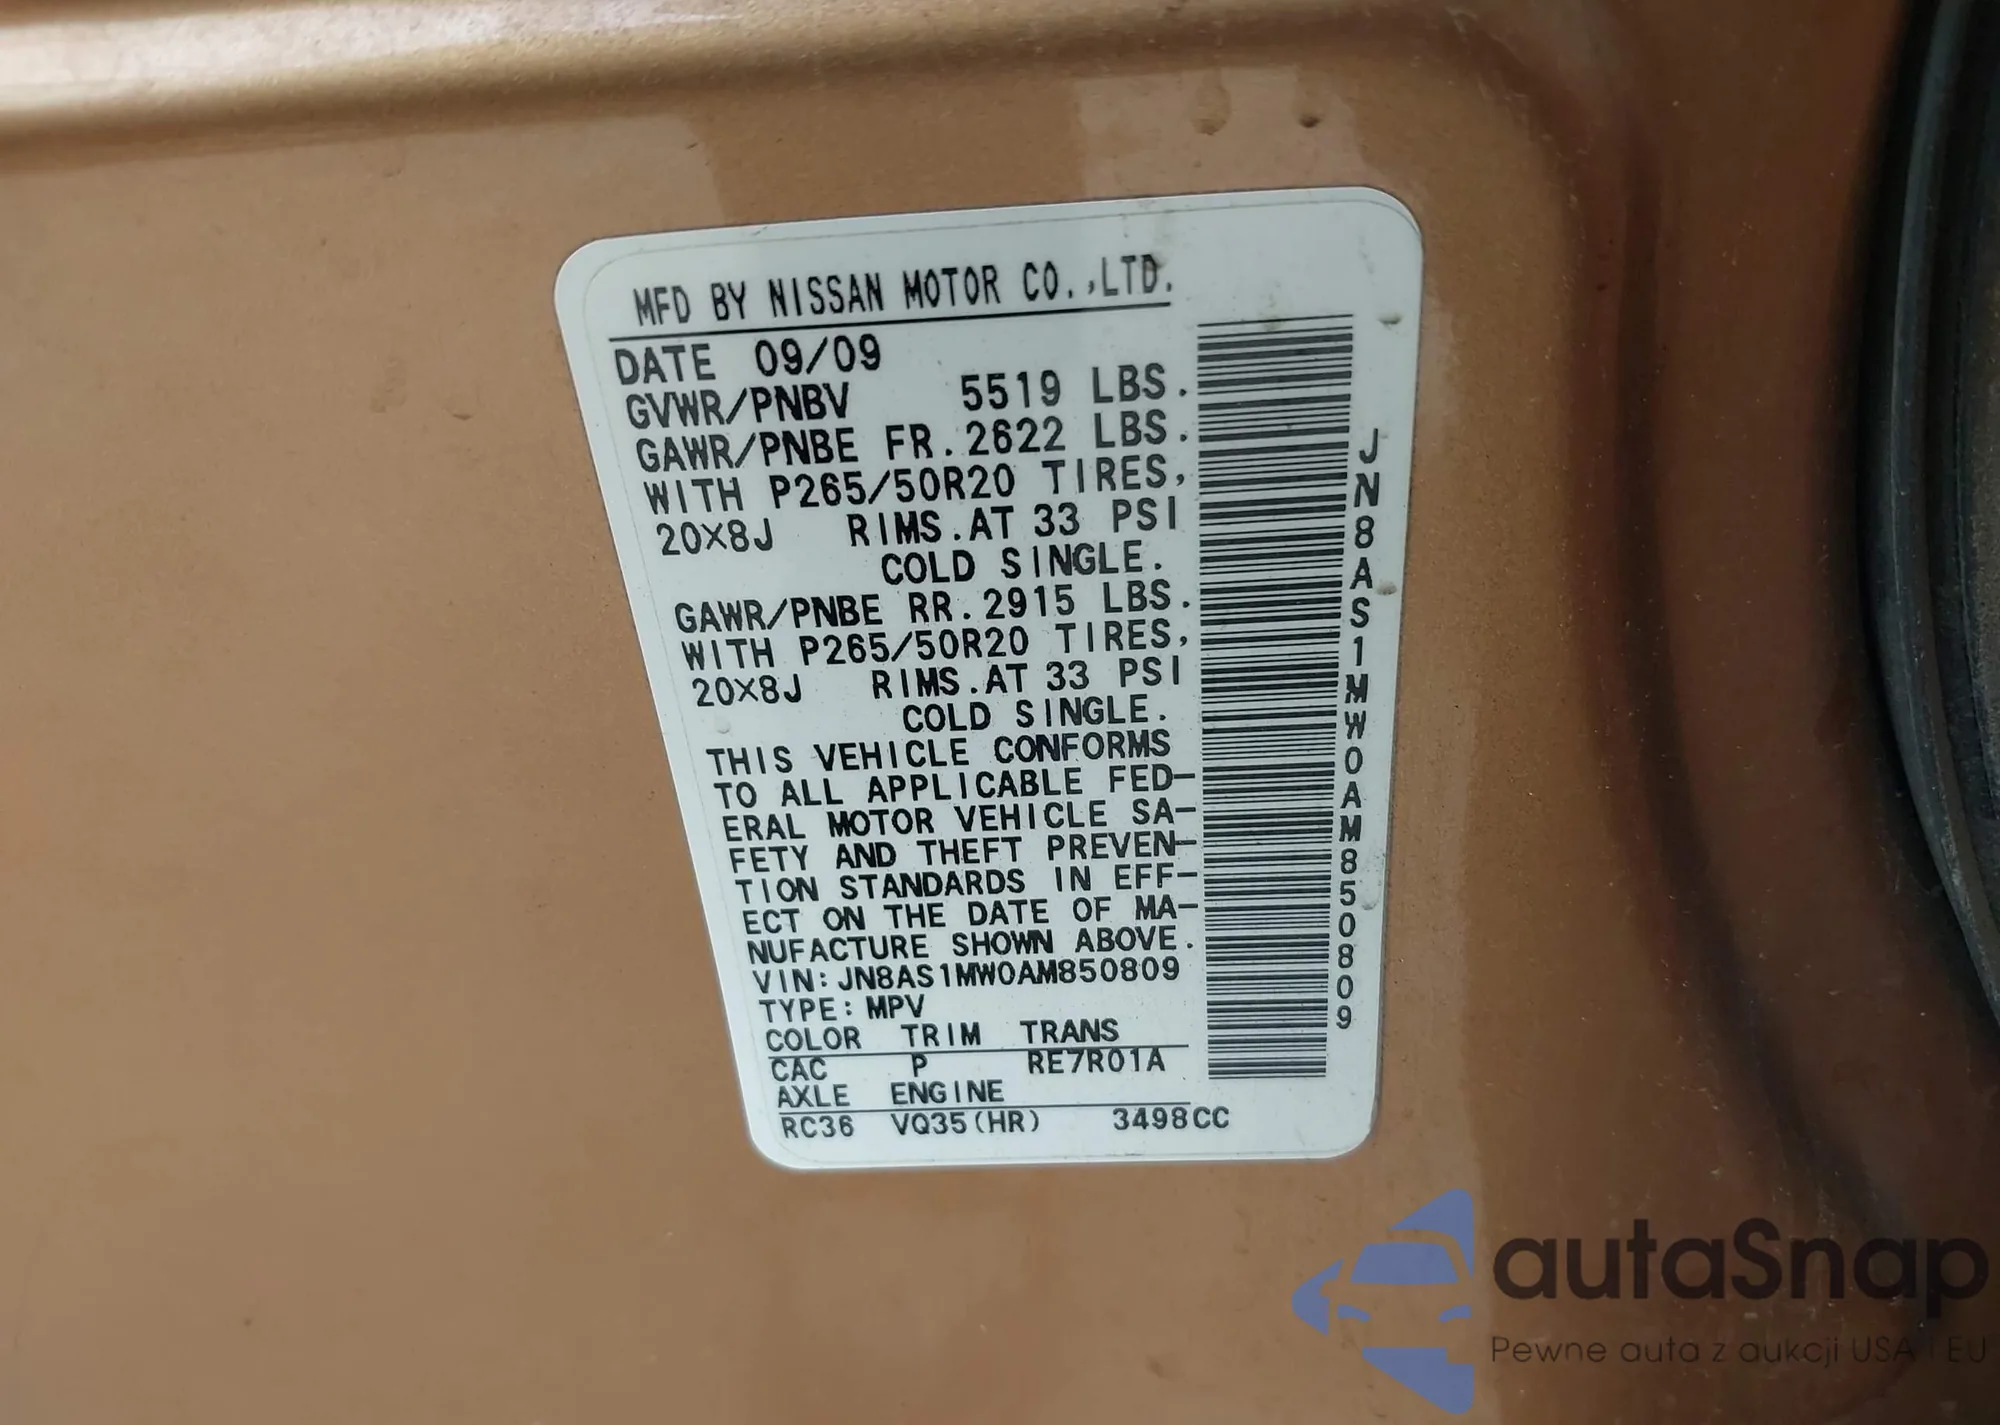 MFD BY NISSAN MOTOR CO.,LTD.
DATE 09/09
GVWR/PNBV 5519 LBS.
GAWR/PNBE FR.2622 LBS.
WITH P265/50R20 TIRES,
20X8J RIMS.AT 33 PSI
COLD SINGLE.
GAWR/PNBE RR.2915 LBS.
WITH P265/50R20 TIRES,
20X8J RIMS.AT 33 PSI
COLD SINGLE.
THIS VEHICLE CONFORMS
TO ALL APPLICABLE FED-
ERAL MOTOR VEHICLE SA-
FETY AND THEFT PREVEN-
TION STANDARDS IN EFF-
ECT ON THE DATE OF MA-
NUFACTURE SHOWN ABOVE.
VIN:JN8AS1MW0AM850809
TYPE:MPV
COLOR TRIM TRANS
CAC P RE7R01A
AXLE ENGINE
RC36 VQ35(HR) 3498CC
JN8AS1MW0AM850809
autaSnap
Pewne auta z aukcji USA i EU